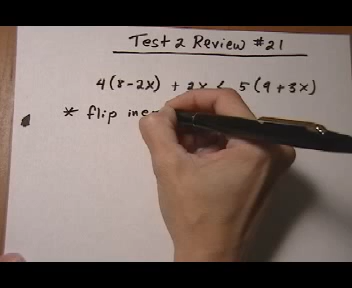 Test 2 Review #21
4(8-2x) + 2x < 5(9+3x)
* flip ine